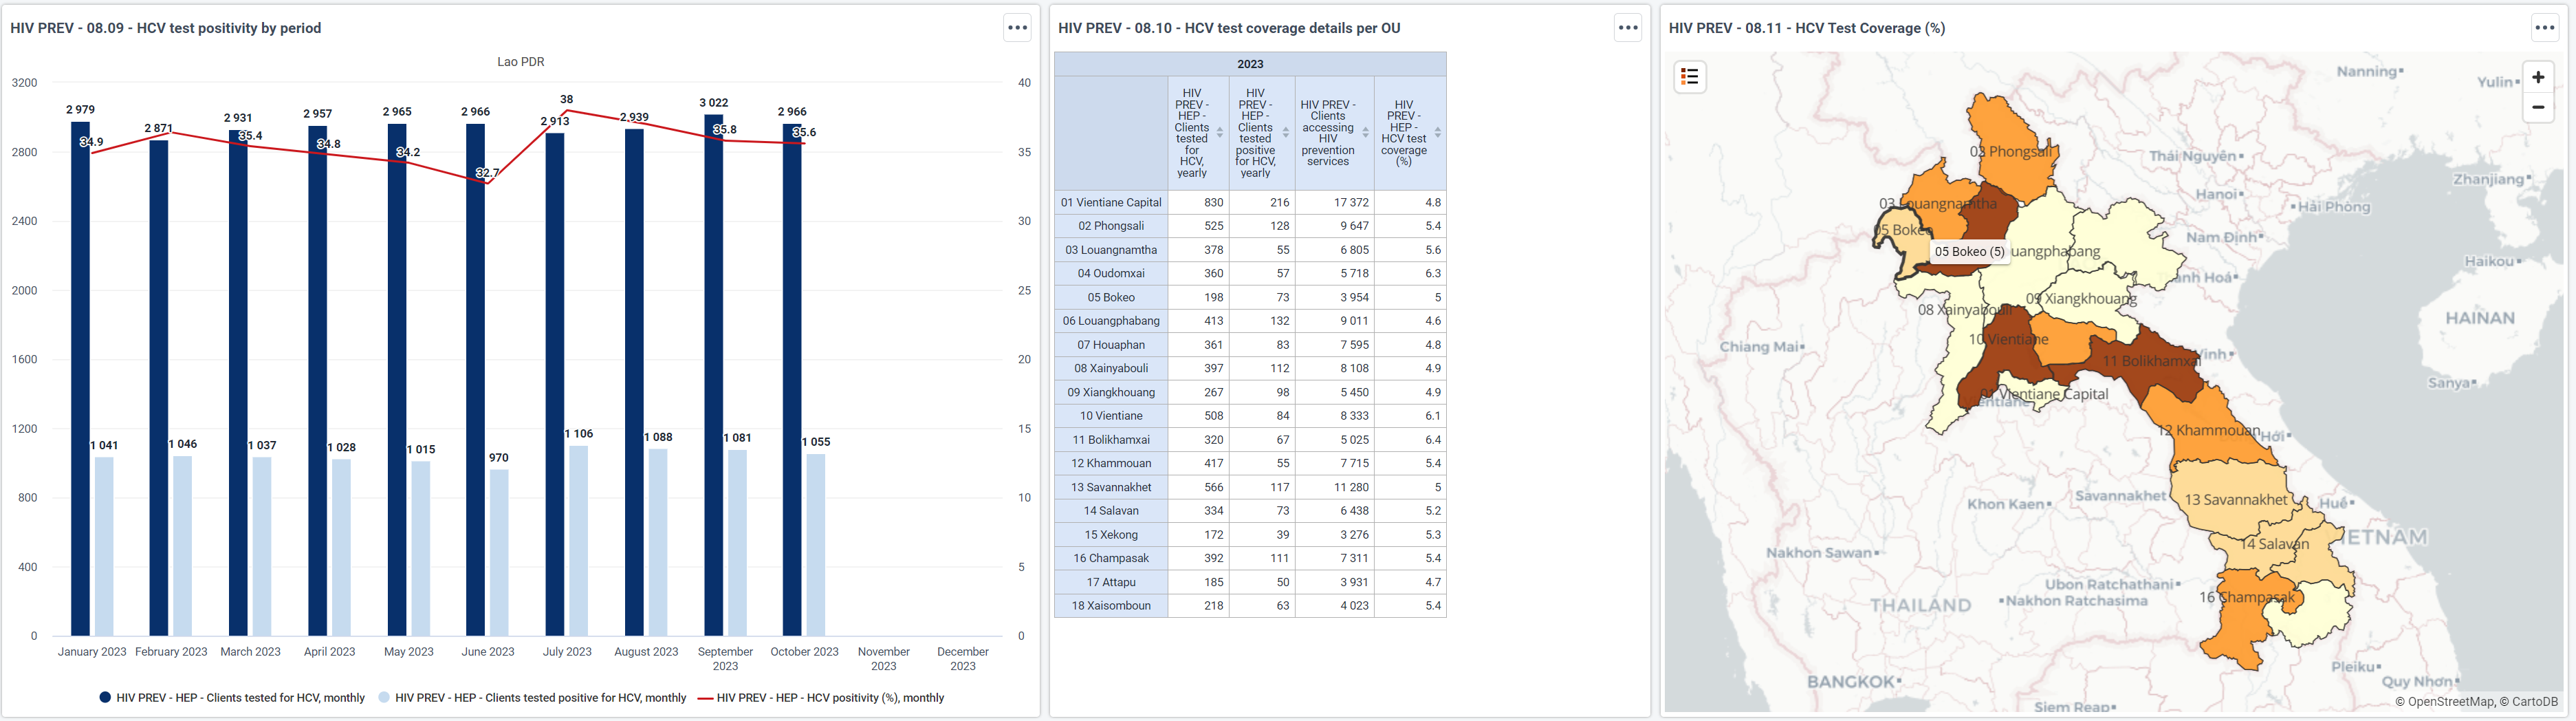 HIV PREV - 08.09 - HCV test positivity by period
Lao PDR
3200
2800
2400
2000
1600
1200
800
400
0
40
35
30
25
20
15
10
5
0
2 979
2 871
2 931
2 957
2 965
2 966
2 913
2 939
3 022
2 966
34.9
35.4
34.8
34.2
32.7
38
35.8
35.6
1 041
1 046
1 037
1 028
1 015
970
1 106
1 088
1 081
1 055
January 2023
February 2023
March 2023
April 2023
May 2023
June 2023
July 2023
August 2023
September 2023
October 2023
November 2023
December 2023
HIV PREV - HEP - Clients tested for HCV, monthly
HIV PREV - HEP - Clients tested positive for HCV, monthly
HIV PREV - HEP - HCV positivity (%), monthly
HIV PREV - 08.10 - HCV test coverage details per OU
2023
HIV PREV - HEP - Clients tested for HCV, yearly
HIV PREV - HEP - Clients tested positive for HCV, yearly
HIV PREV - Clients accessing HIV prevention services
HIV PREV - HEP - HCV test coverage (%)
01 Vientiane Capital 830 216 17 372 4.8
02 Phongsali 525 128 9 647 5.4
03 Louangnamtha 378 55 6 805 5.6
04 Oudomxai 360 57 5 718 6.3
05 Bokeo 198 73 3 954 5
06 Louangphabang 413 132 9 011 4.6
07 Houaphan 361 83 7 595 4.8
08 Xainyabouli 397 112 8 108 4.9
09 Xiangkhouang 267 98 5 450 4.9
10 Vientiane 508 84 8 333 6.1
11 Bolikhamxai 320 67 5 025 6.4
12 Khammouan 417 55 7 715 5.4
13 Savannakhet 566 117 11 280 5
14 Salavan 334 73 6 438 5.2
15 Xekong 172 39 3 276 5.3
16 Champasak 392 111 7 311 5.4
17 Attapu 185 50 3 931 4.7
18 Xaisomboun 218 63 4 023 5.4
HIV PREV - 08.11 - HCV Test Coverage (%)
+
−
Nanning
Yulin
02 Phongsali
Thái Nguyên
Zhanjiang
Hanoi
03 Louangnamtha
Hải Phòng
05 Bokeo
Nam Định
05 Bokeo (5)
uangphabang
Haikou
anh Hoá
09 Xiangkhouang
08 Xainyabouli
HAINAN
10 Vientiane
Chiang Mai
Vinh
11 Bolikhamxai
Sanya
01 Vientiane Capital
entiane
12 Khammouan
Hới
Savannakhet
13 Savannakhet
Khon Kaen
Huế
14 Salavan
IETNAM
Nakhon Sawan
Ubon Ratchathani
16 Champasak
THAILAND
Nakhon Ratchasima
Pleiku
BANGKOK
Quy Nhơn
Siem Reap
© OpenStreetMap, © CartoDB